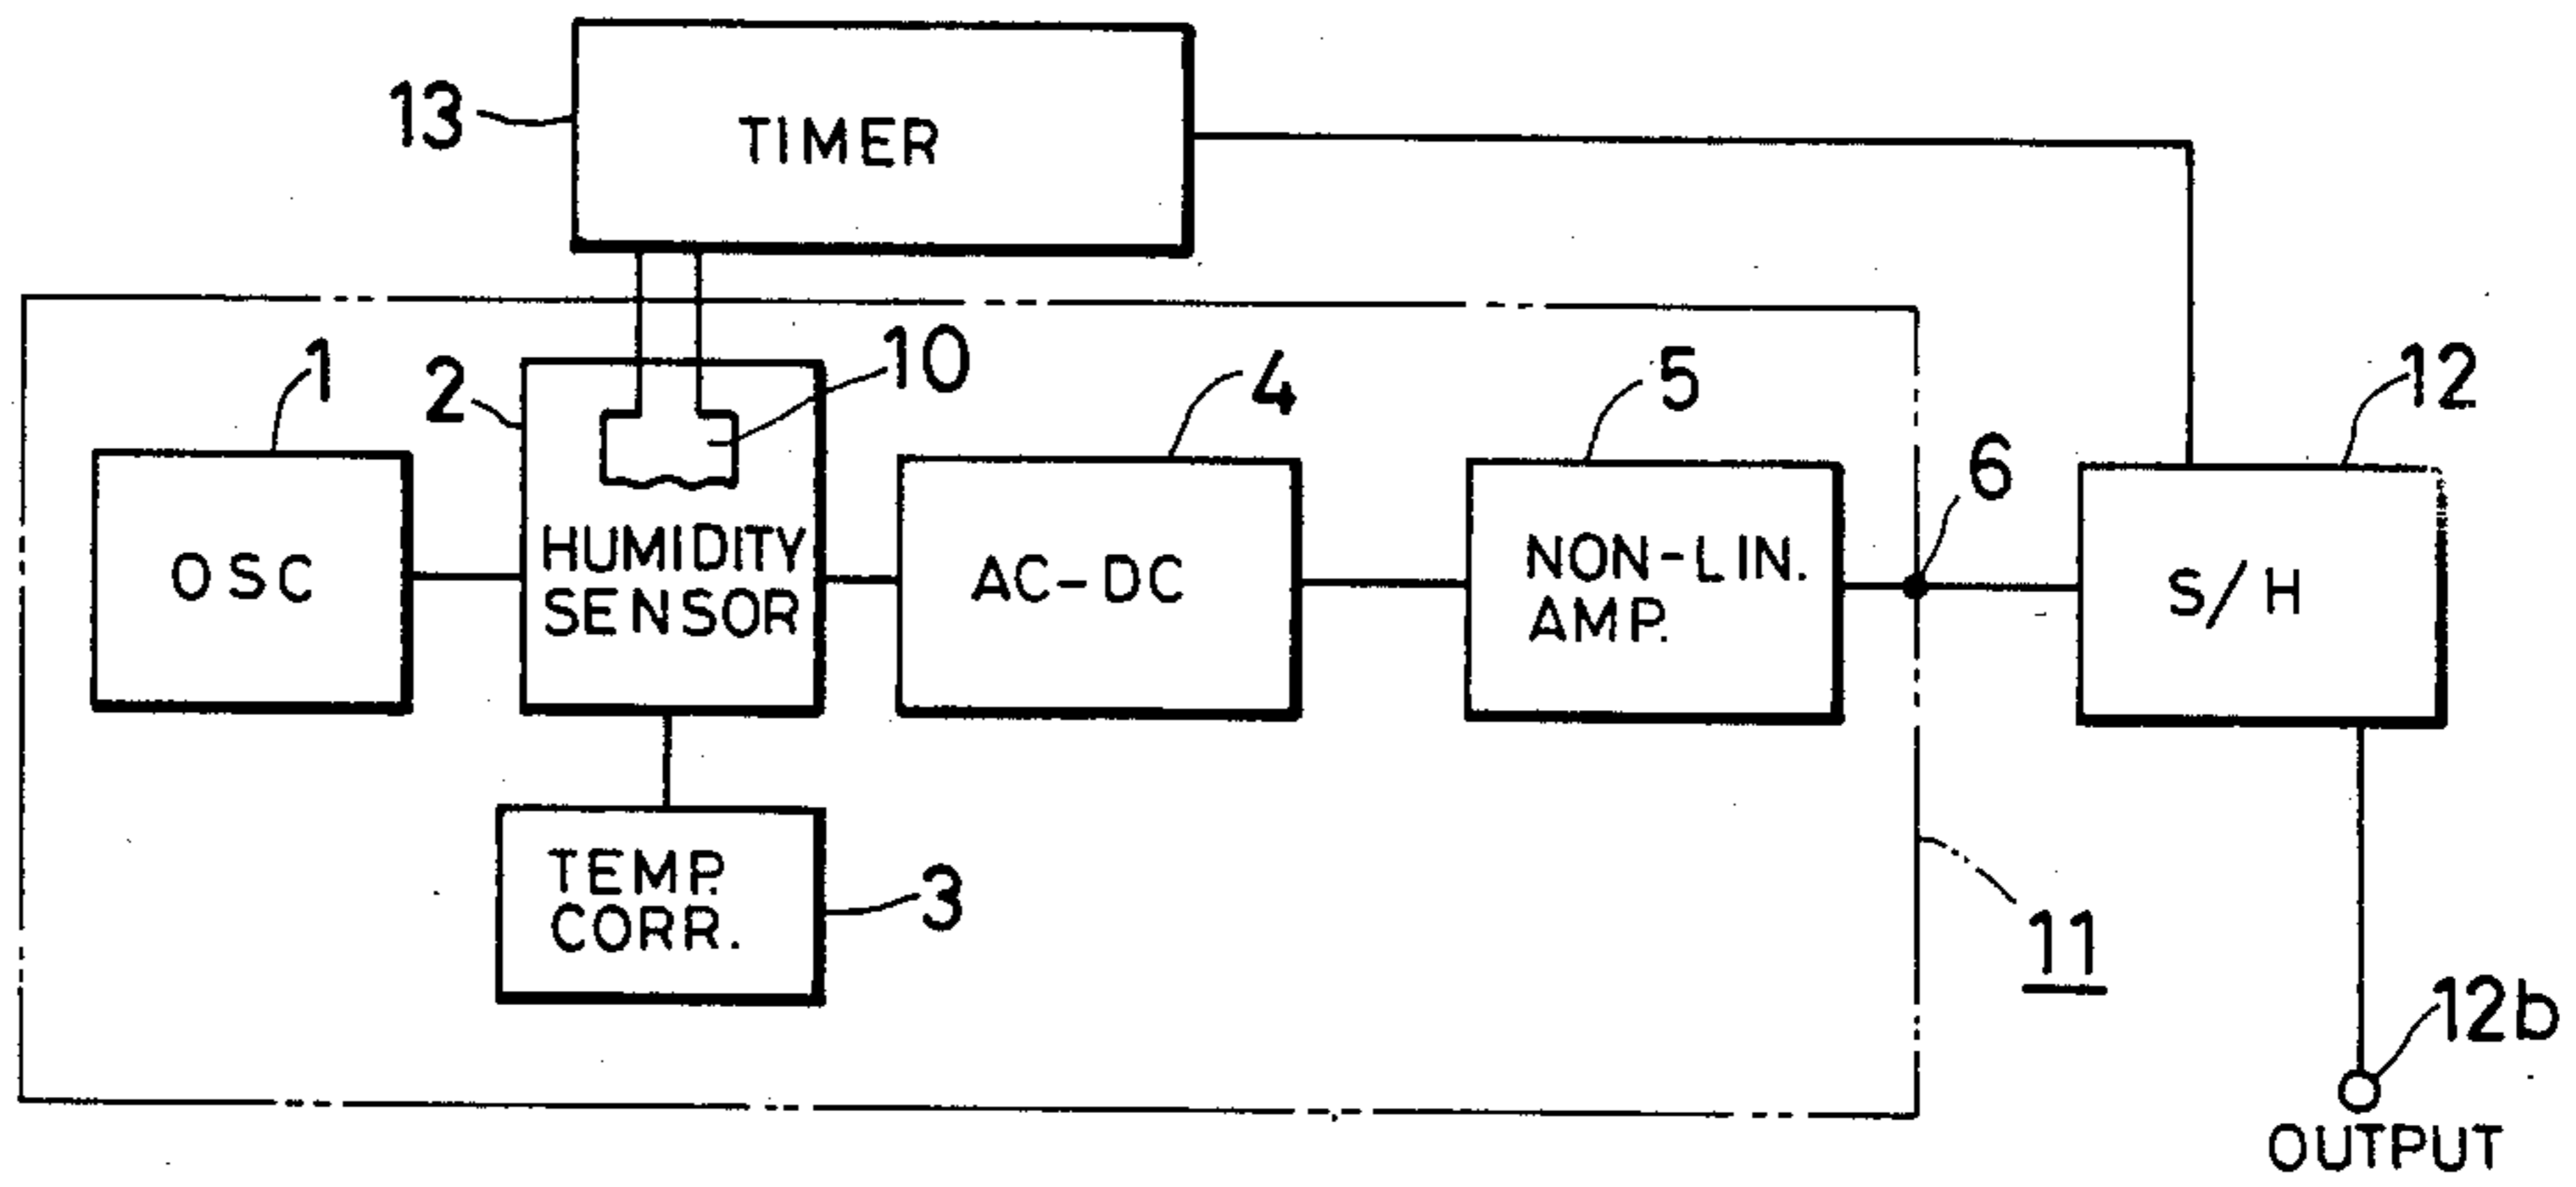 13
TIMER
1
2
10
4
5
6
12
OSC
HUMIDITY
SENSOR
AC-DC
NON-LIN.
AMP.
S/H
TEMP.
CORR.
3
11
12b
OUTPUT